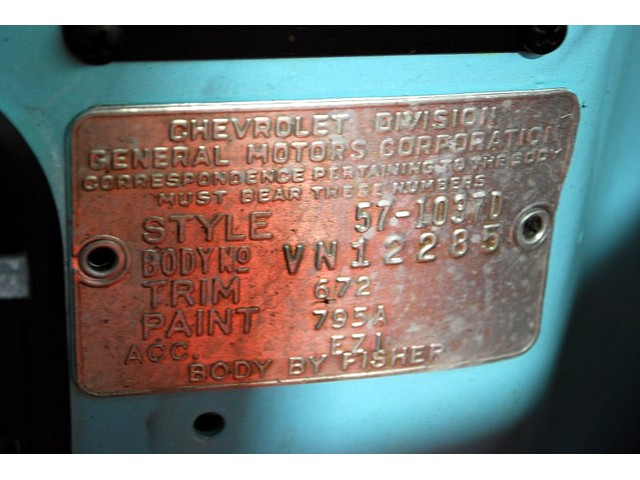 CHEVROLET DIVISION
GENERAL MOTORS CORPORATION
CORRESPONDENCE PERTAINING TO THE BODY
MUST BEAR THESE NUMBERS
STYLE 57-1037D
BODY NO VN12285
TRIM 672
PAINT 795A
ACC. EZI
BODY BY FISHER